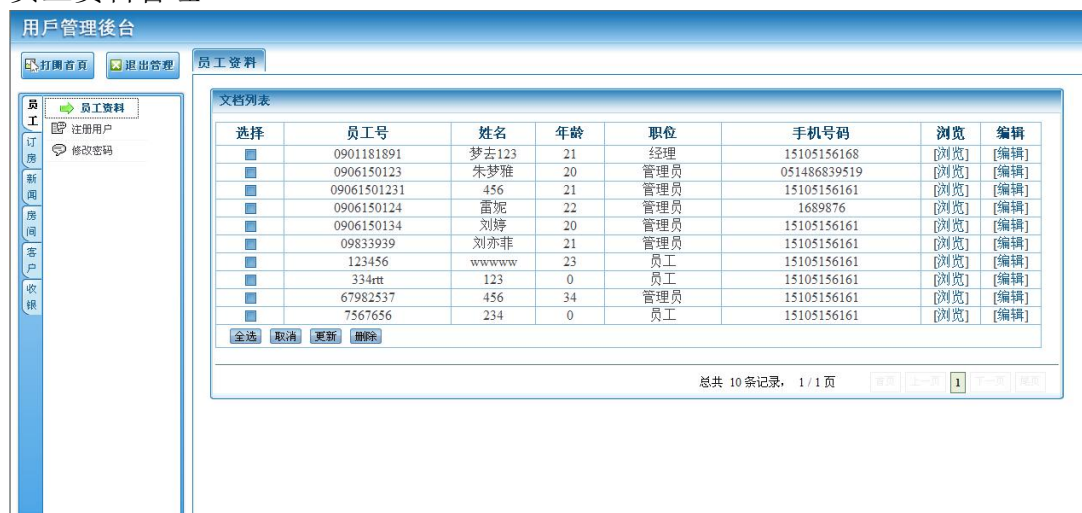 用戶管理後台
打開首頁 退出管理 员工资料
员工 订房 新闻 房间 客户 收银
员工资料
注册用户
修改密码
文档列表
选择 员工号 姓名 年龄 职位 手机号码 浏览 编辑
0901181891 梦去123 21 经理 15105156168 [浏览] [编辑]
0906150123 朱梦雅 20 管理员 051486839519 [浏览] [编辑]
09061501231 456 21 管理员 15105156161 [浏览] [编辑]
0906150124 雷妮 22 管理员 1689876 [浏览] [编辑]
0906150134 刘婷 20 管理员 15105156161 [浏览] [编辑]
09833939 刘亦菲 21 管理员 15105156161 [浏览] [编辑]
123456 wwwww 23 员工 15105156161 [浏览] [编辑]
334rtt 123 0 员工 15105156161 [浏览] [编辑]
67982537 456 34 管理员 15105156161 [浏览] [编辑]
7567656 234 0 员工 15105156161 [浏览] [编辑]
全选 取消 更新 删除
总共 10 条记录， 1 / 1 页 首页 上一页 1 下一页 尾页